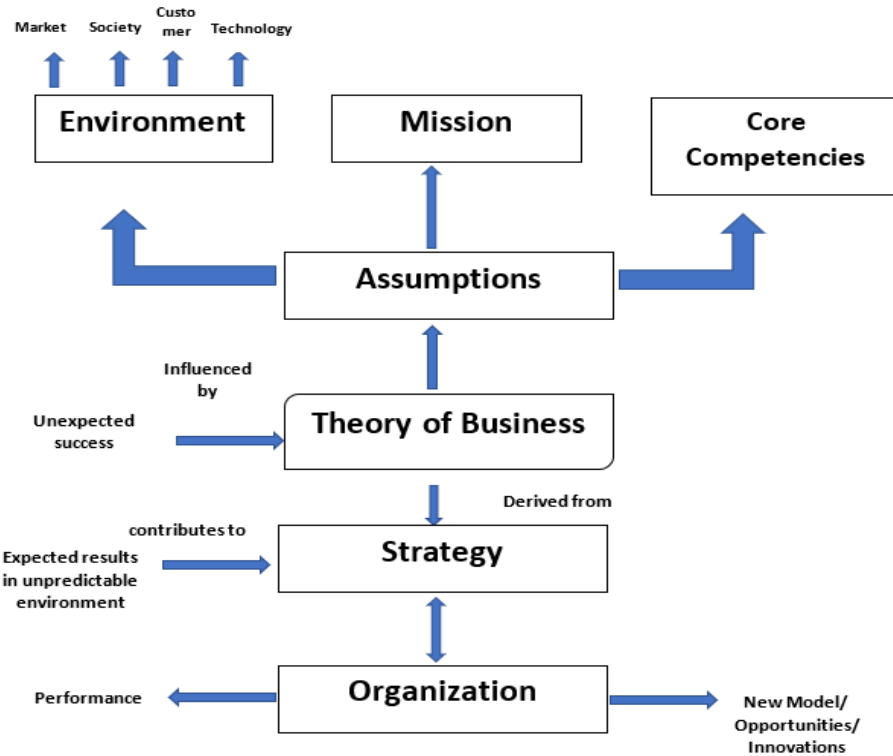 Market
Society
Custo
mer
Technology
Environment
Mission
Core
Competencies
Assumptions
Influenced
by
Unexpected
success
Theory of Business
Derived from
contributes to
Strategy
Expected results
in unpredictable
environment
Organization
Performance
New Model/
Opportunities/
Innovations